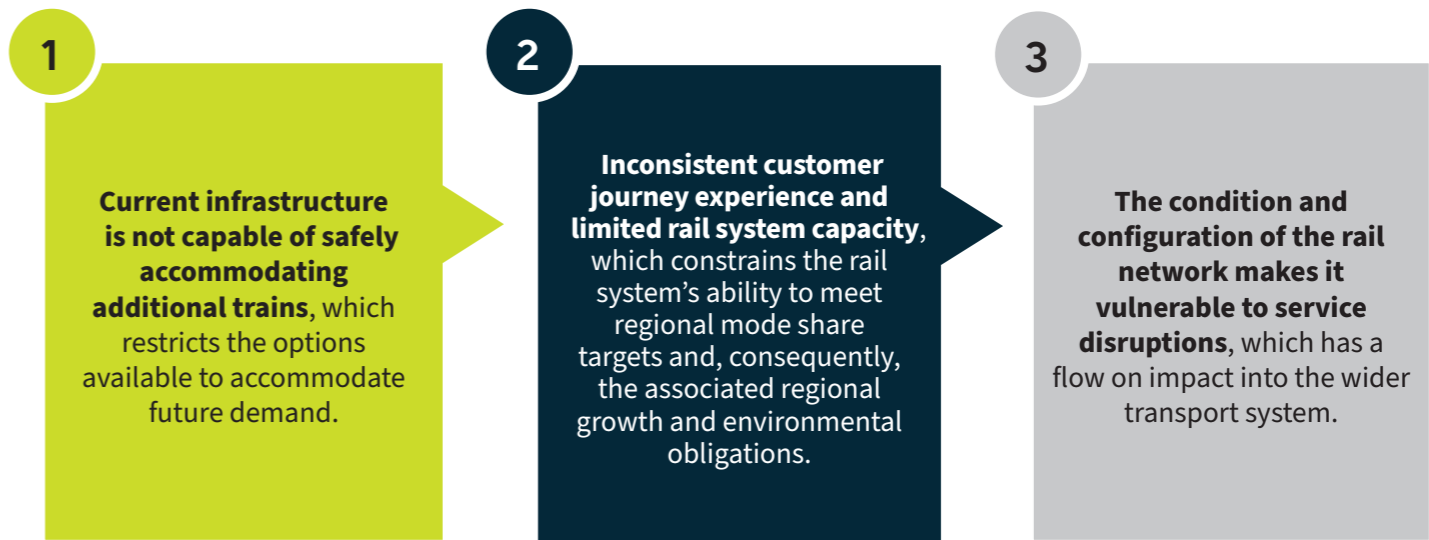 1
Current infrastructure
is not capable of safely
accommodating
additional trains, which
restricts the options
available to accommodate
future demand.
2
Inconsistent customer
journey experience and
limited rail system capacity,
which constrains the rail
system’s ability to meet
regional mode share
targets and, consequently,
the associated regional
growth and environmental
obligations.
3
The condition and
configuration of the rail
network makes it
vulnerable to service
disruptions, which has a
flow on impact into the wider
transport system.